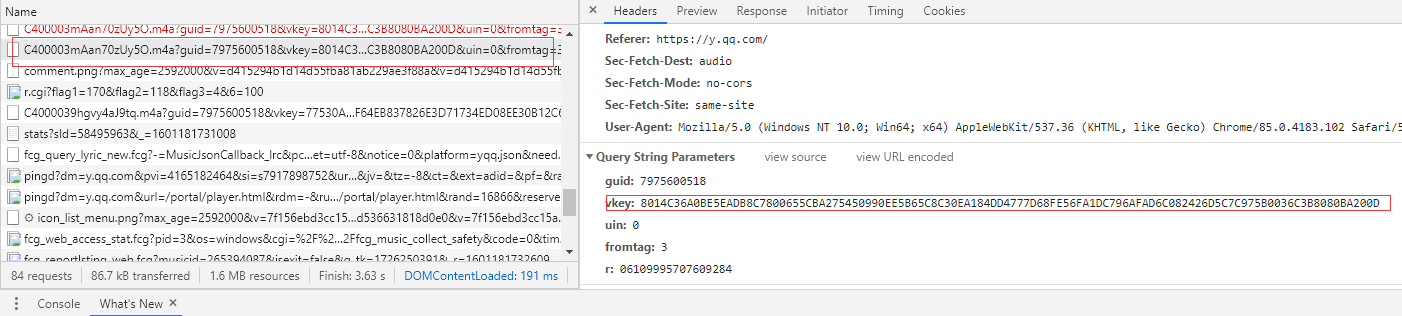 Name
C400003mAan70zUy5O.m4a?guid=7975600518&vkey=8014C3...C3B8080BA200D&uin=0&fromtag=
C400003mAan70zUy5O.m4a?guid=7975600518&vkey=8014C3...C3B8080BA200D&uin=0&fromtag=3
comment.png?max_age=2592000&v=d415294b1d14d55fba81ab229ae3f88a&v=d415294b1d14d55fb
r.cgi?flag1=170&flag2=118&flag3=4&6=100
C4000039hgvy4aJ9tq.m4a?guid=7975600518&vkey=77530A...F64EB837826E3D71734ED08EE30B12C6
stats?sId=58495963&_=1601181731008
fcg_query_lyric_new.fcg?-=MusicJsonCallback_lrc&pc...et=utf-8&notice=0&platform=yqq.json&need
pingd?dm=y.qq.com&pvi=4165182464&si=s7917898752&ur...&jv=&tz=-8&ct=&ext=adid=&pf=&ra
pingd?dm=y.qq.com&url=/portal/player.html&rdm=-&ru.../portal/player.html&rand=16866&reserve
icon_list_menu.png?max_age=2592000&v=7f156ebd3cc15...d536631818d0e0&v=7f156ebd3cc15a
fcg_web_access_stat.fcg?pid=3&os=windows&cgi=%2F%2...2Ffcg_music_collect_safety&code=0&tim
fcg_reportlsting_web.fcg?musicid=265394087&isexit=false&g_tk=1726250391&_r=1601181732609
84 requests 86.7 kB transferred 1.6 MB resources Finish: 3.63 s DOMContentLoaded: 191 ms
Headers Preview Response Initiator Timing Cookies
Referer: https://y.qq.com/
Sec-Fetch-Dest: audio
Sec-Fetch-Mode: no-cors
Sec-Fetch-Site: same-site
User-Agent: Mozilla/5.0 (Windows NT 10.0; Win64; x64) AppleWebKit/537.36 (KHTML, like Gecko) Chrome/85.0.4183.102 Safari/5
Query String Parameters view source view URL encoded
guid: 7975600518
vkey: 8014C36A0BE5EADB8C7800655CBA275450990EE5B65C8C30EA184DD4777D68FE56FA1DC796AFAD6C082426D5C7C975B0036C3B8080BA200D
uin: 0
fromtag: 3
r: 06109995707609284
Console What's New